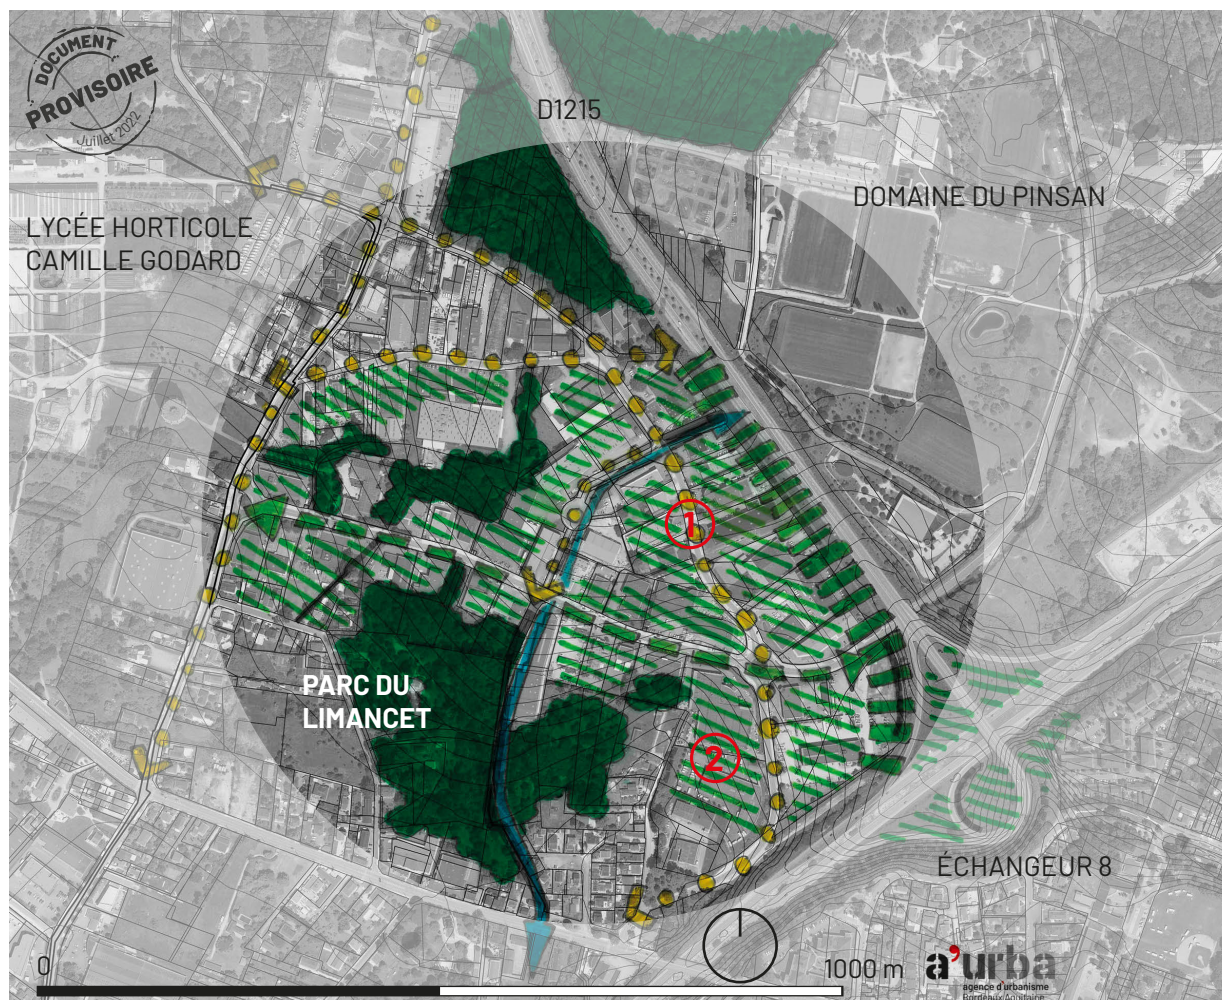 DOCUMENT
PROVISOIRE
Juillet 2022
D1215
DOMAINE DU PINSAN
LYCÉE HORTICOLE
CAMILLE GODARD
1
PARC DU
LIMANCET
2
ÉCHANGEUR 8
0
1000 m
a'urba
agence d'urbanisme
Bordeaux Aquitaine